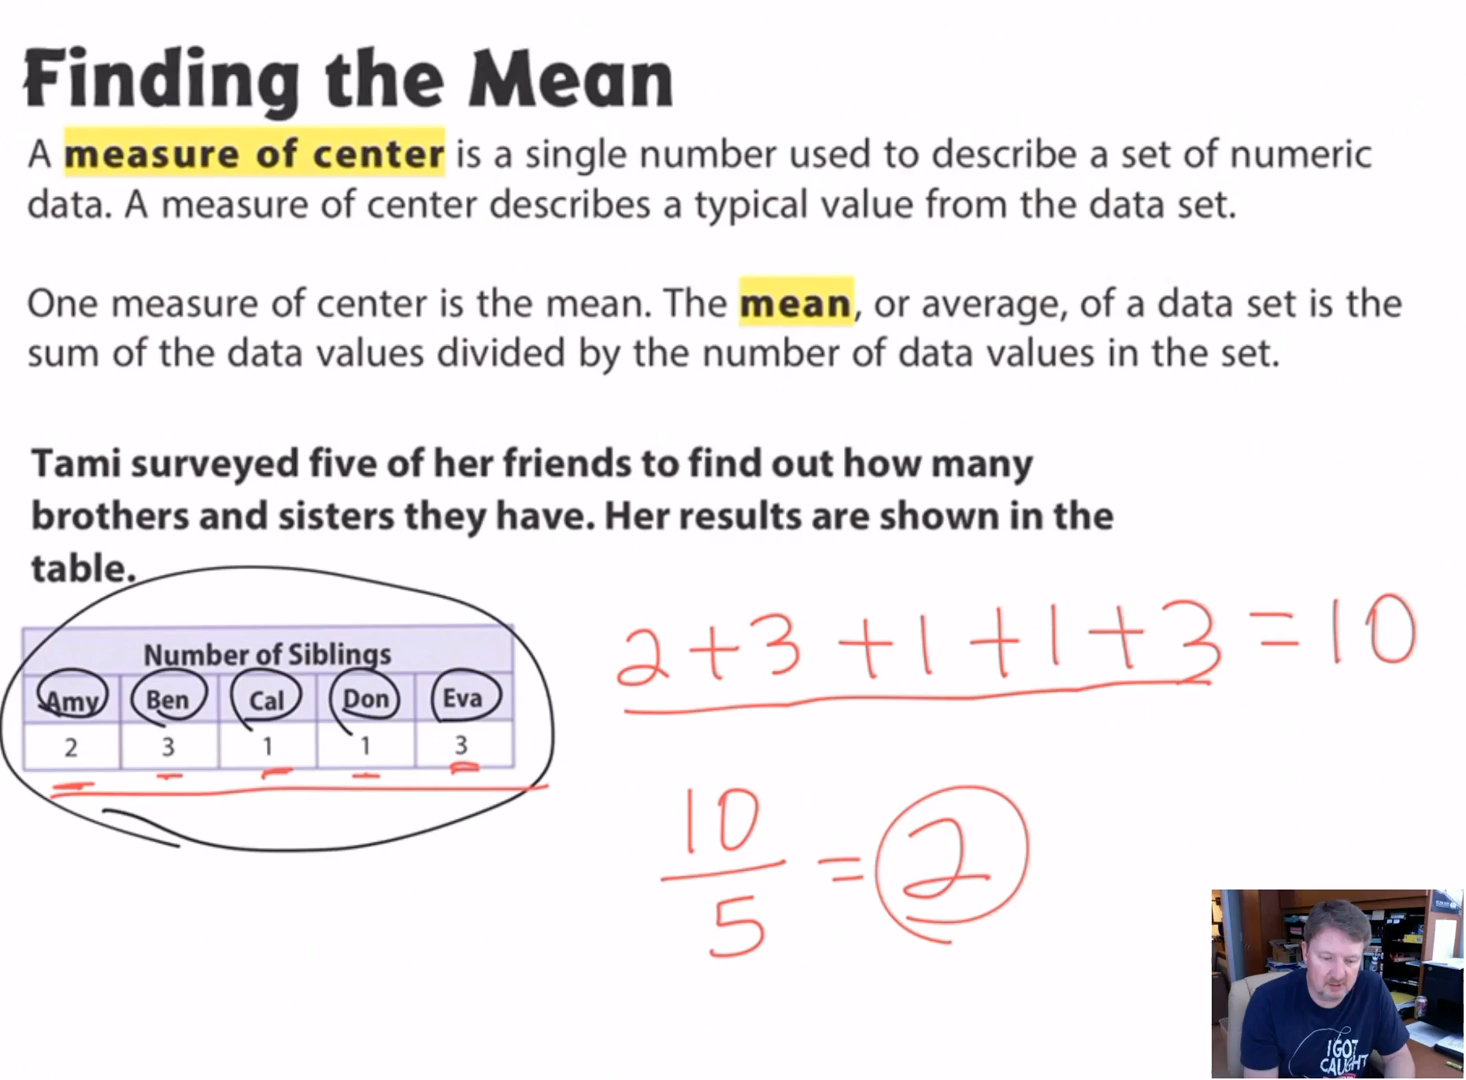 Finding the Mean
A measure of center is a single number used to describe a set of numeric
data. A measure of center describes a typical value from the data set.
One measure of center is the mean. The mean, or average, of a data set is the
sum of the data values divided by the number of data values in the set.
Tami surveyed five of her friends to find out how many
brothers and sisters they have. Her results are shown in the
table.
Number of Siblings
Amy Ben Cal Don Eva
2 3 1 1 3
2+3+1+1+3=10
10
5
=2
I GOT
CAUGHT